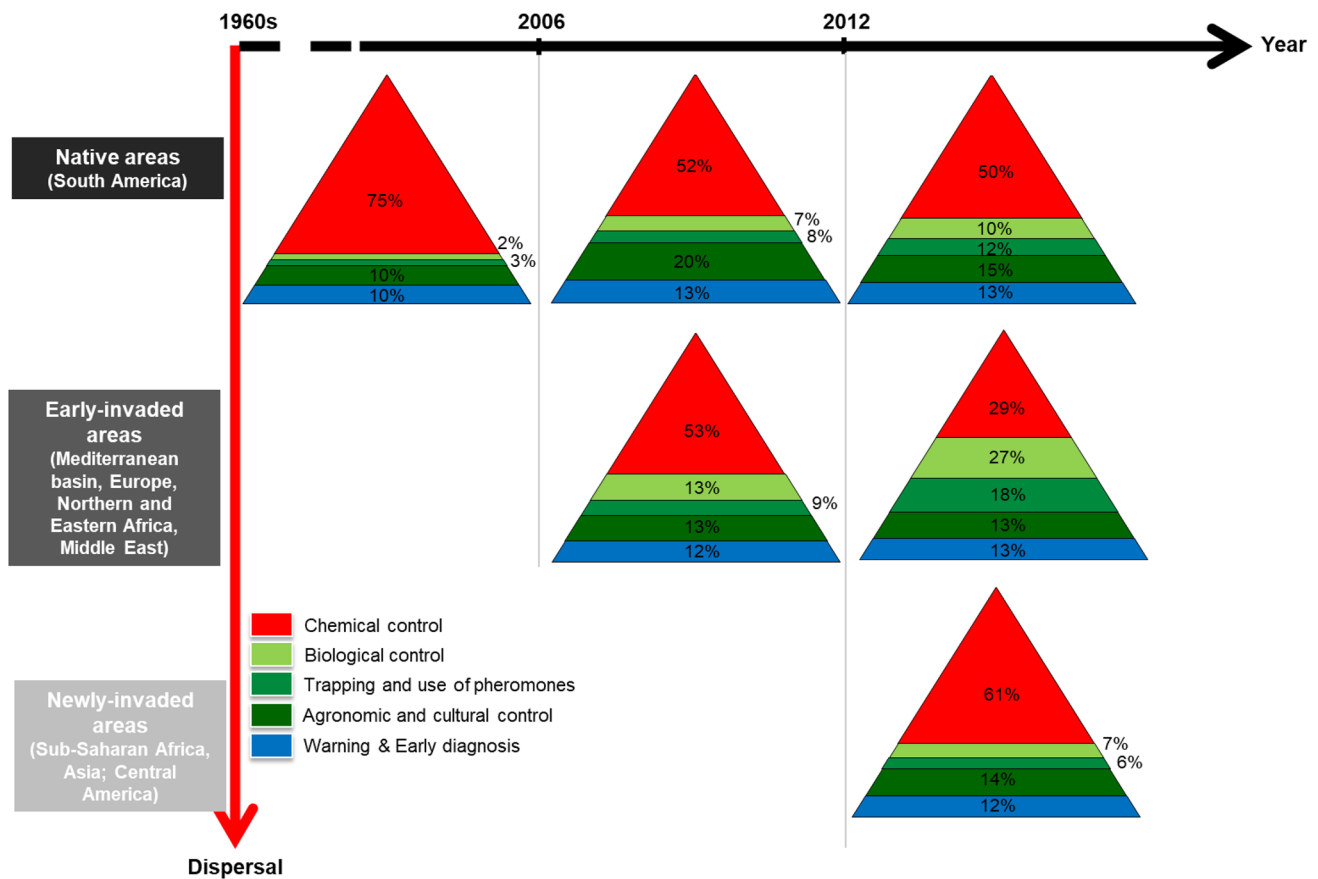 1960s
2006
2012
Year
Native areas
(South America)
75%
2%
3%
10%
10%
52%
7%
8%
20%
13%
50%
10%
12%
15%
13%
Early-invaded
areas
(Mediterranean
basin, Europe,
Northern and
Eastern Africa,
Middle East)
53%
13%
9%
13%
12%
29%
27%
18%
13%
13%
Chemical control
Biological control
Trapping and use of pheromones
Agronomic and cultural control
Warning & Early diagnosis
Newly-invaded
areas
(Sub-Saharan Africa,
Asia; Central
America)
61%
7%
6%
14%
12%
Dispersal